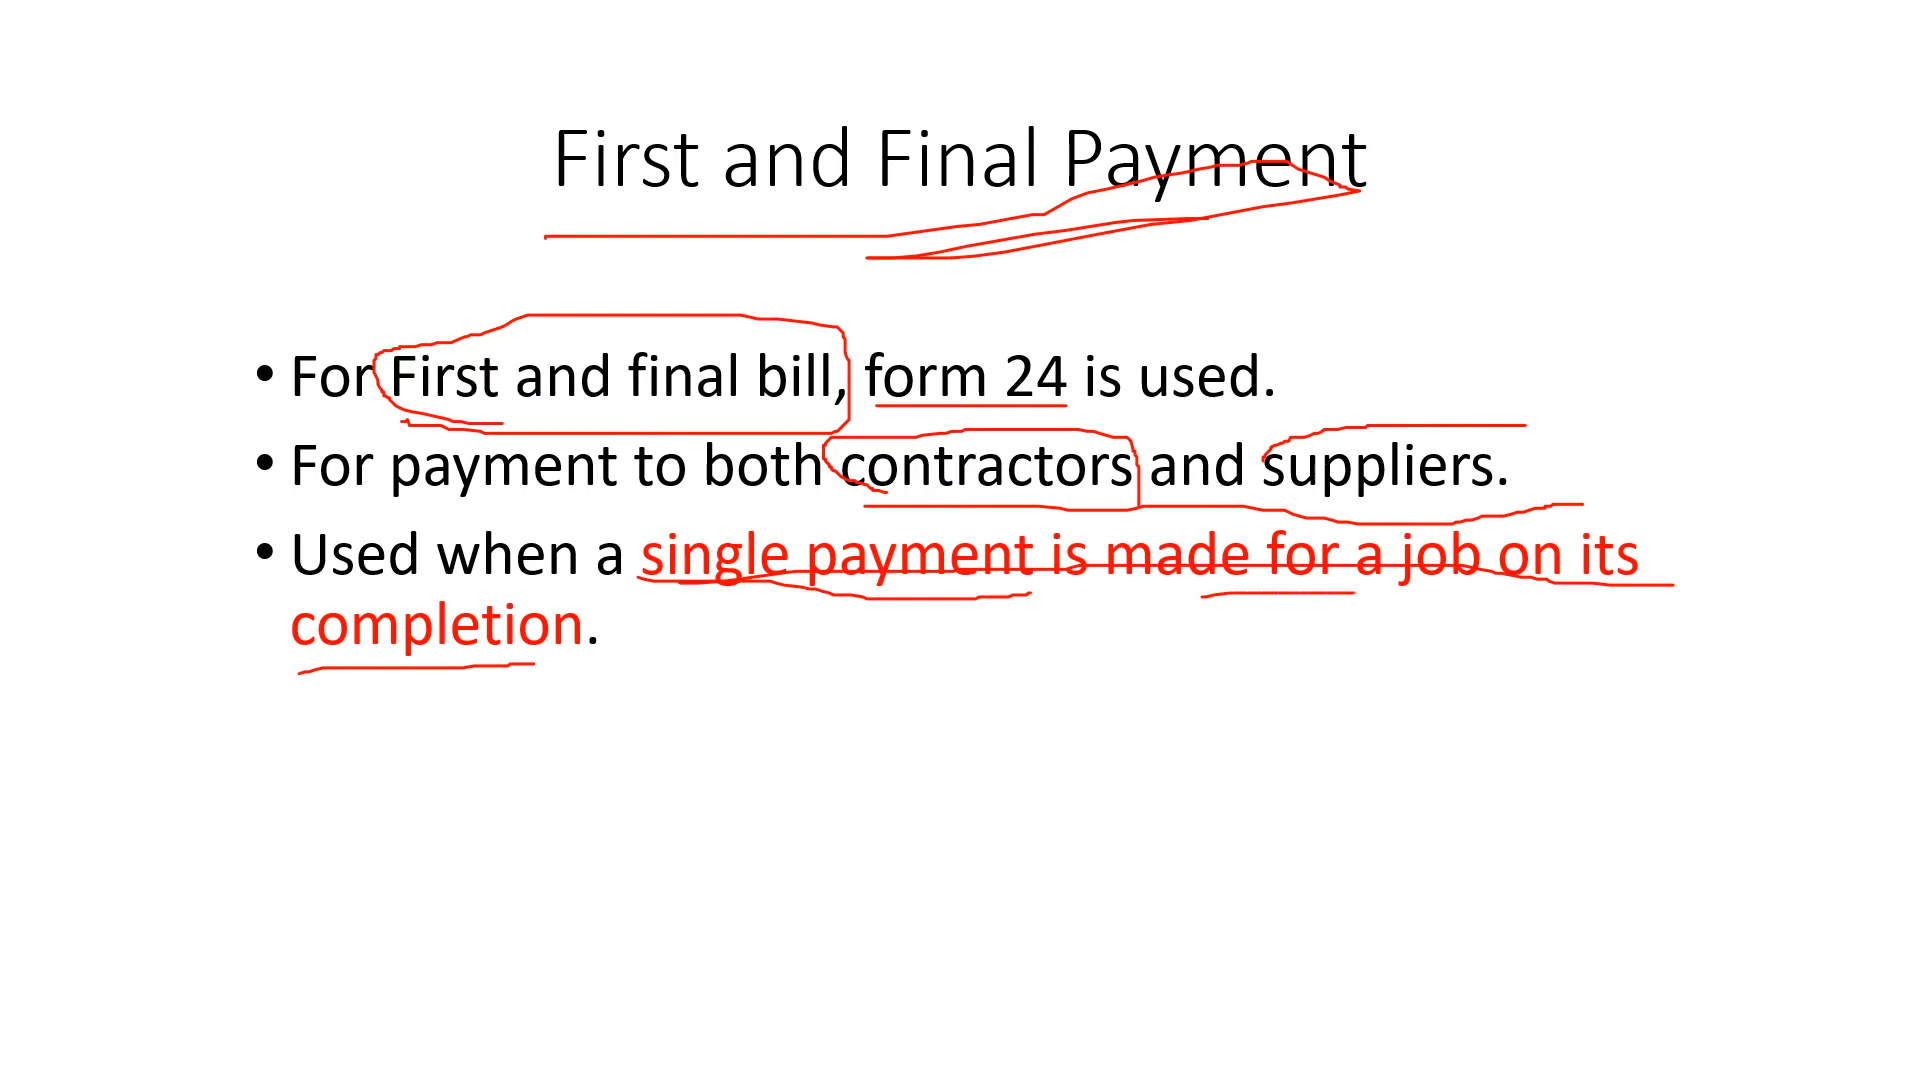 First and Final Payment
• For First and final bill, form 24 is used.
• For payment to both contractors and suppliers.
• Used when a single payment is made for a job on its
completion.